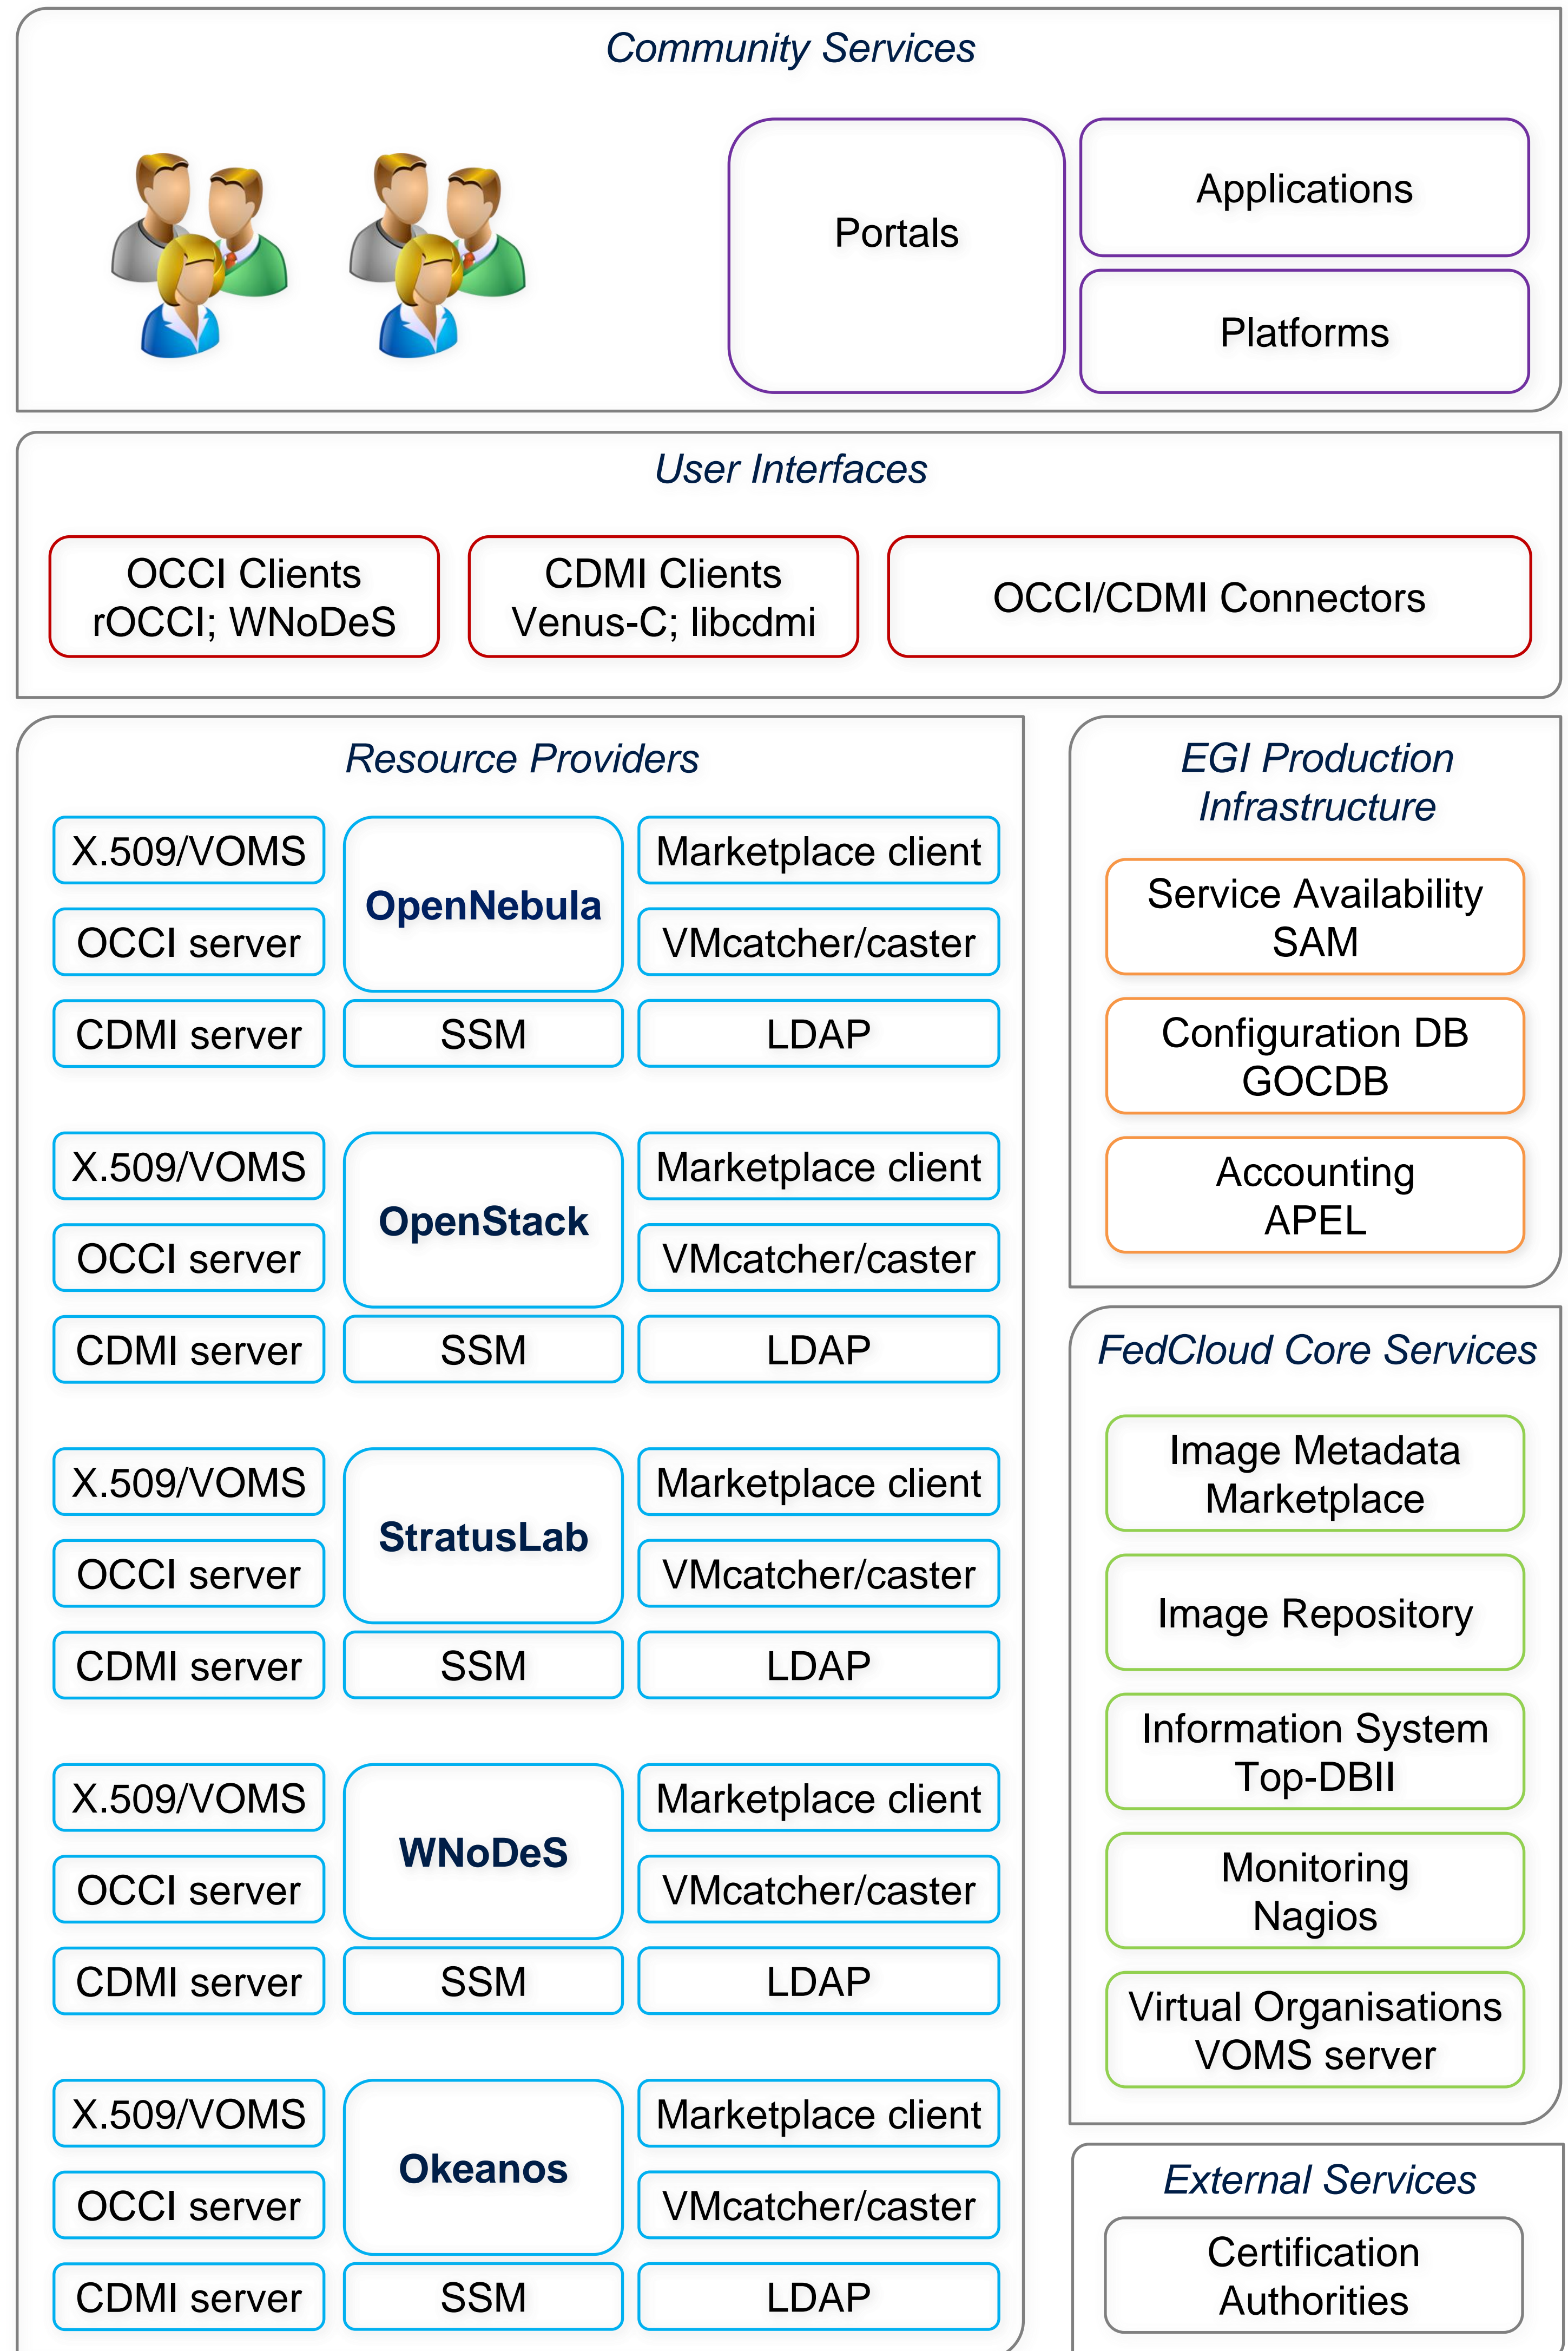 Community Services
Portals
Applications
Platforms
User Interfaces
OCCI Clients
rOCCI; WNoDeS
CDMI Clients
Venus-C; libcdmi
OCCI/CDMI Connectors
Resource Providers
X.509/VOMS
OpenNebula
Marketplace client
OCCI server
VMcatcher/caster
CDMI server
SSM
LDAP
X.509/VOMS
OpenStack
Marketplace client
OCCI server
VMcatcher/caster
CDMI server
SSM
LDAP
X.509/VOMS
StratusLab
Marketplace client
OCCI server
VMcatcher/caster
CDMI server
SSM
LDAP
X.509/VOMS
WNoDeS
Marketplace client
OCCI server
VMcatcher/caster
CDMI server
SSM
LDAP
X.509/VOMS
Okeanos
Marketplace client
OCCI server
VMcatcher/caster
CDMI server
SSM
LDAP
EGI Production
Infrastructure
Service Availability
SAM
Configuration DB
GOCDB
Accounting
APEL
FedCloud Core Services
Image Metadata
Marketplace
Image Repository
Information System
Top-DBII
Monitoring
Nagios
Virtual Organisations
VOMS server
External Services
Certification
Authorities